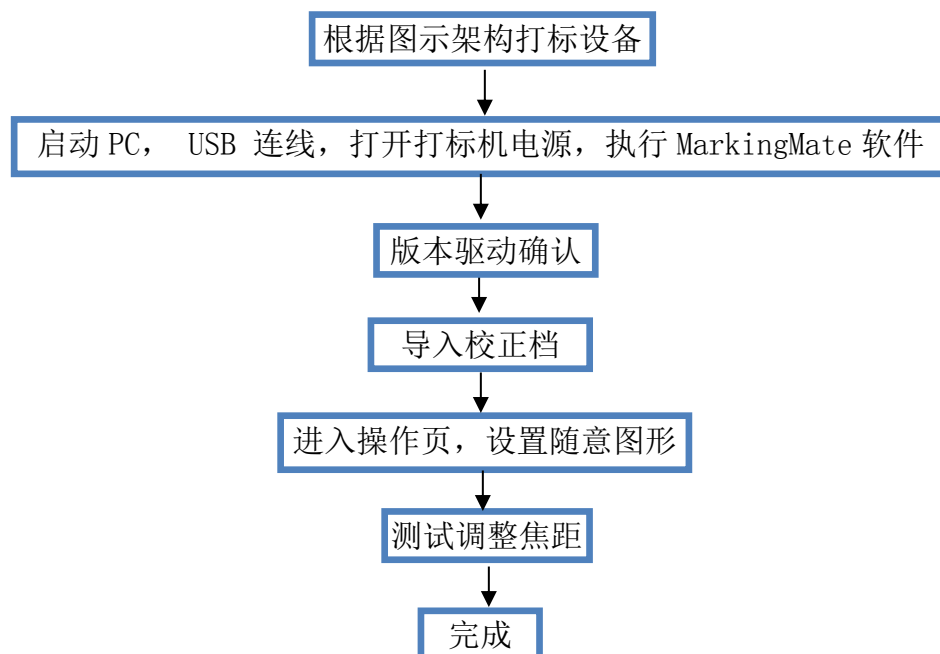 根据图示架构打标设备
启动 PC， USB 连线，打开打标机电源，执行 MarkingMate 软件
版本驱动确认
导入校正档
进入操作页，设置随意图形
测试调整焦距
完成